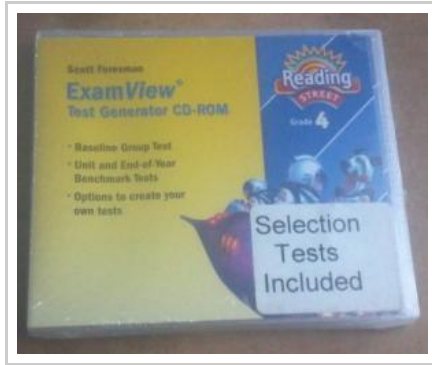 Scott Foresman
ExamView®
Test Generator CD-ROM
• Baseline Group Test
• Unit and End-of-Year
Benchmark Tests
• Options to create your
own tests
Reading
STREET
Grade 4
Selection
Tests
Included